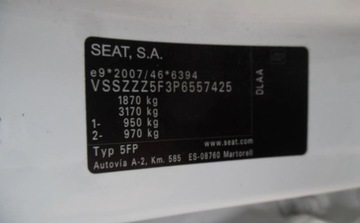 SEAT, S.A.
e9*2007/46*6394
VSSZZZ5F3P6557425
1870 kg
3170 kg
1- 950 kg
2- 970 kg
www.seat.com
Typ 5FP
Autovía A-2, Km. 585 ES-08760 Martorell
DLAA